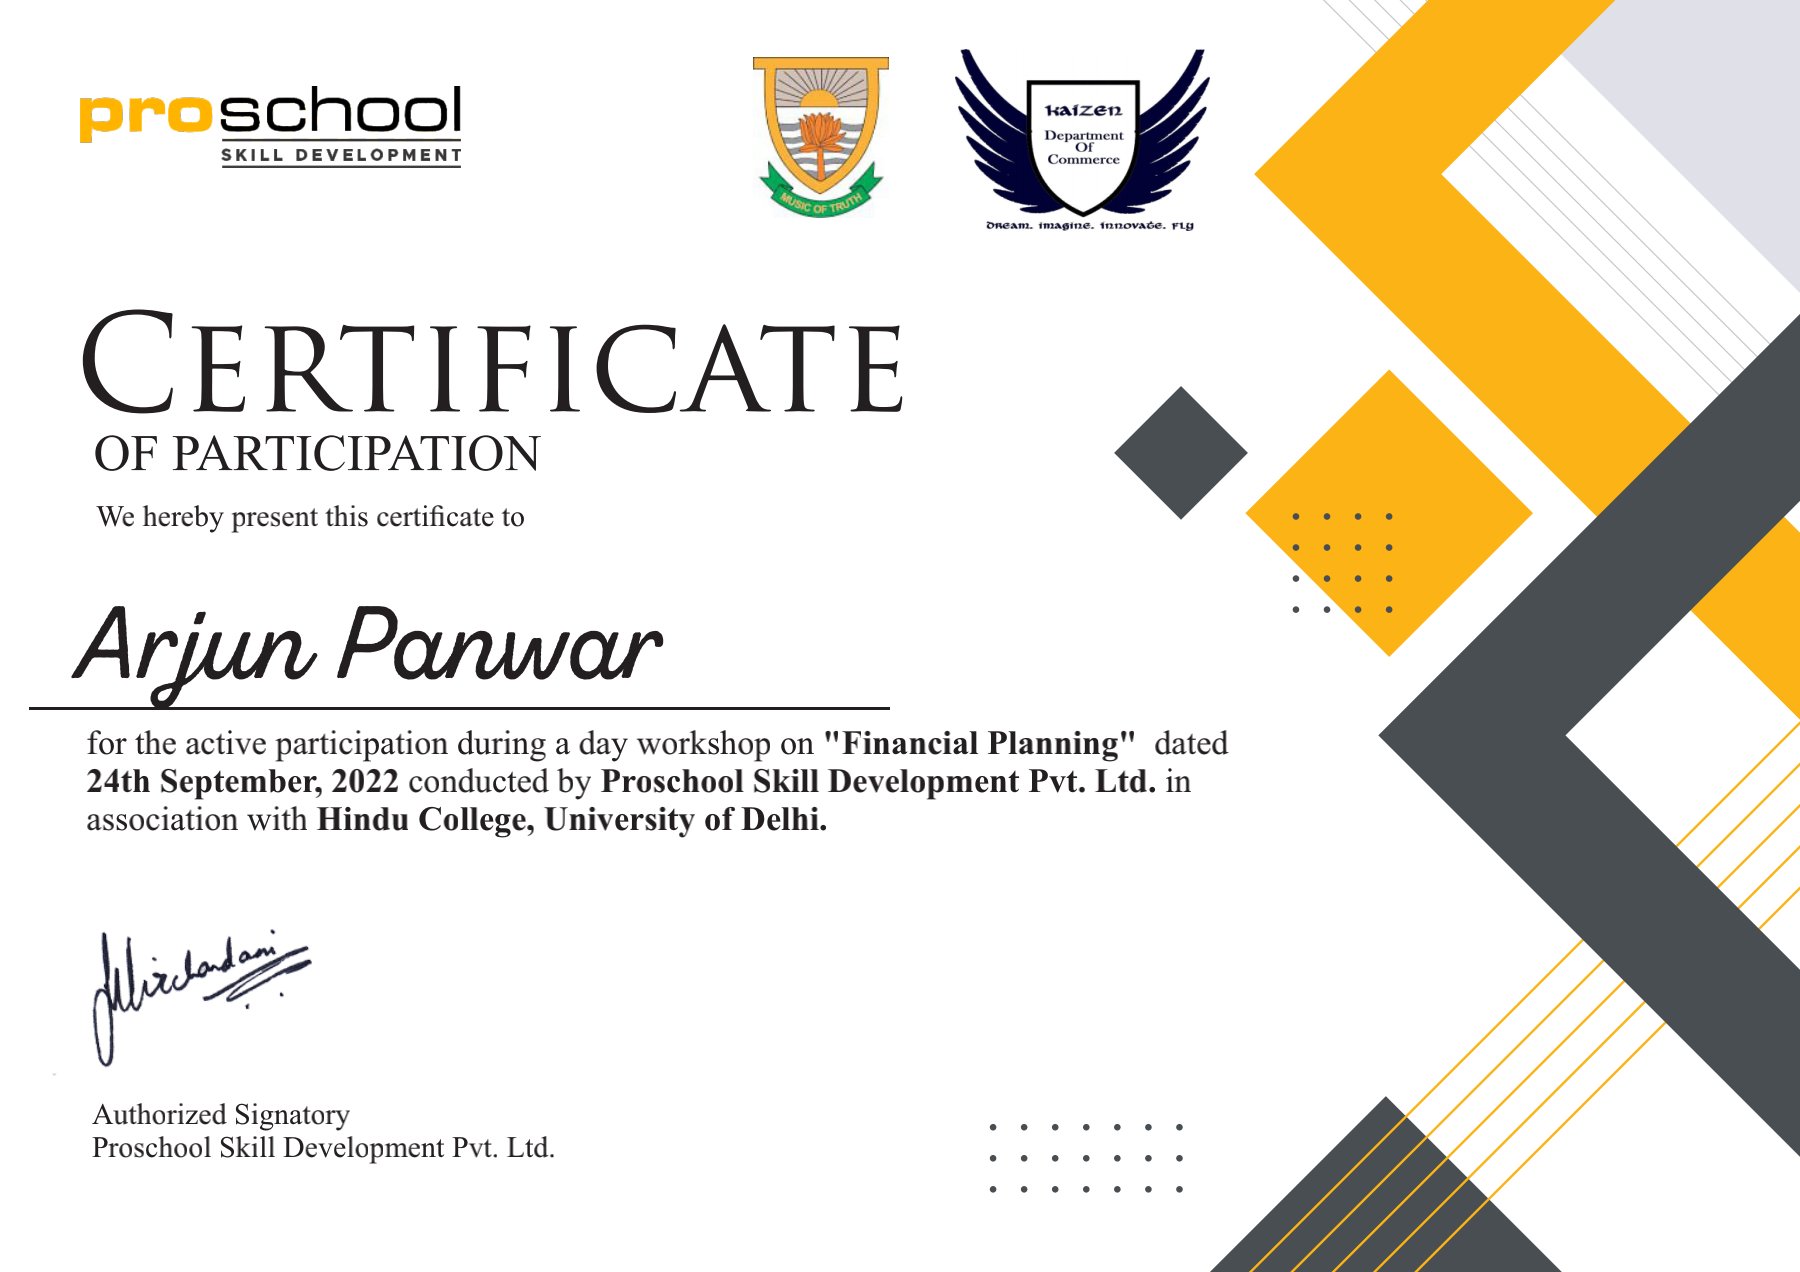 proschool
SKILL DEVELOPMENT
MUSIC OF TRUTH
KAIZEN
Department
Of
Commerce
Dream. imagine. innovate. Fly
CERTIFICATE
OF PARTICIPATION
We hereby present this certificate to
Arjun Panwar
for the active participation during a day workshop on "Financial Planning" dated
24th September, 2022 conducted by Proschool Skill Development Pvt. Ltd. in
association with Hindu College, University of Delhi.
Authorized Signatory
Proschool Skill Development Pvt. Ltd.